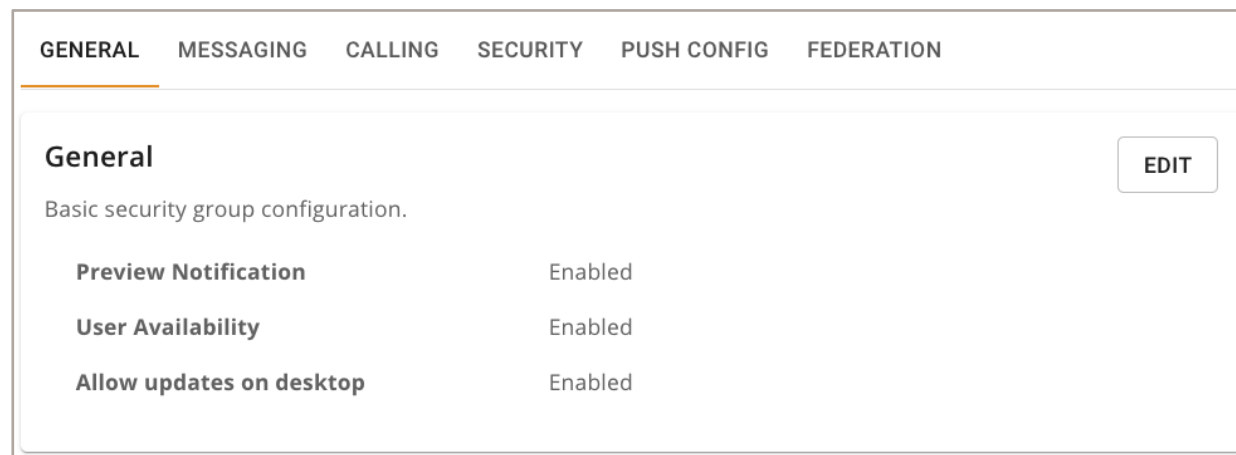 GENERAL MESSAGING CALLING SECURITY PUSH CONFIG FEDERATION
General
EDIT
Basic security group configuration.
Preview Notification Enabled
User Availability Enabled
Allow updates on desktop Enabled